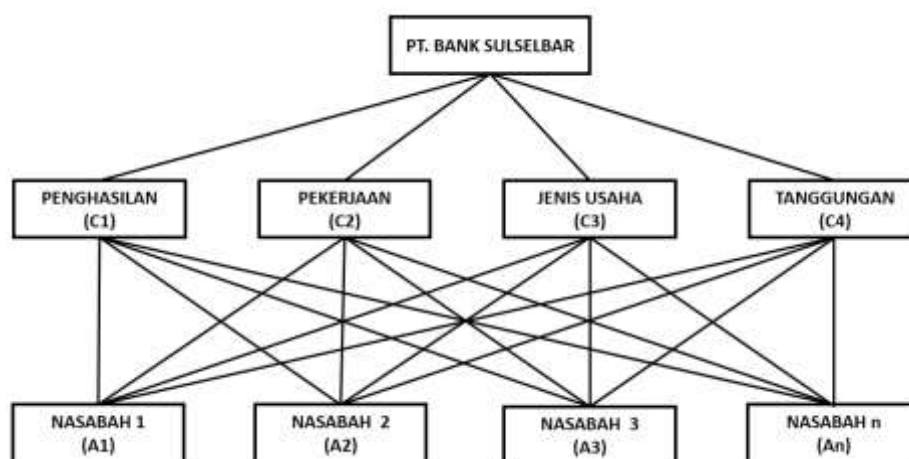 PT. BANK SULSELBAR
PENGHASILAN
(C1)
PEKERJAAN
(C2)
JENIS USAHA
(C3)
TANGGUNGAN
(C4)
NASABAH 1
(A1)
NASABAH 2
(A2)
NASABAH 3
(A3)
NASABAH n
(An)